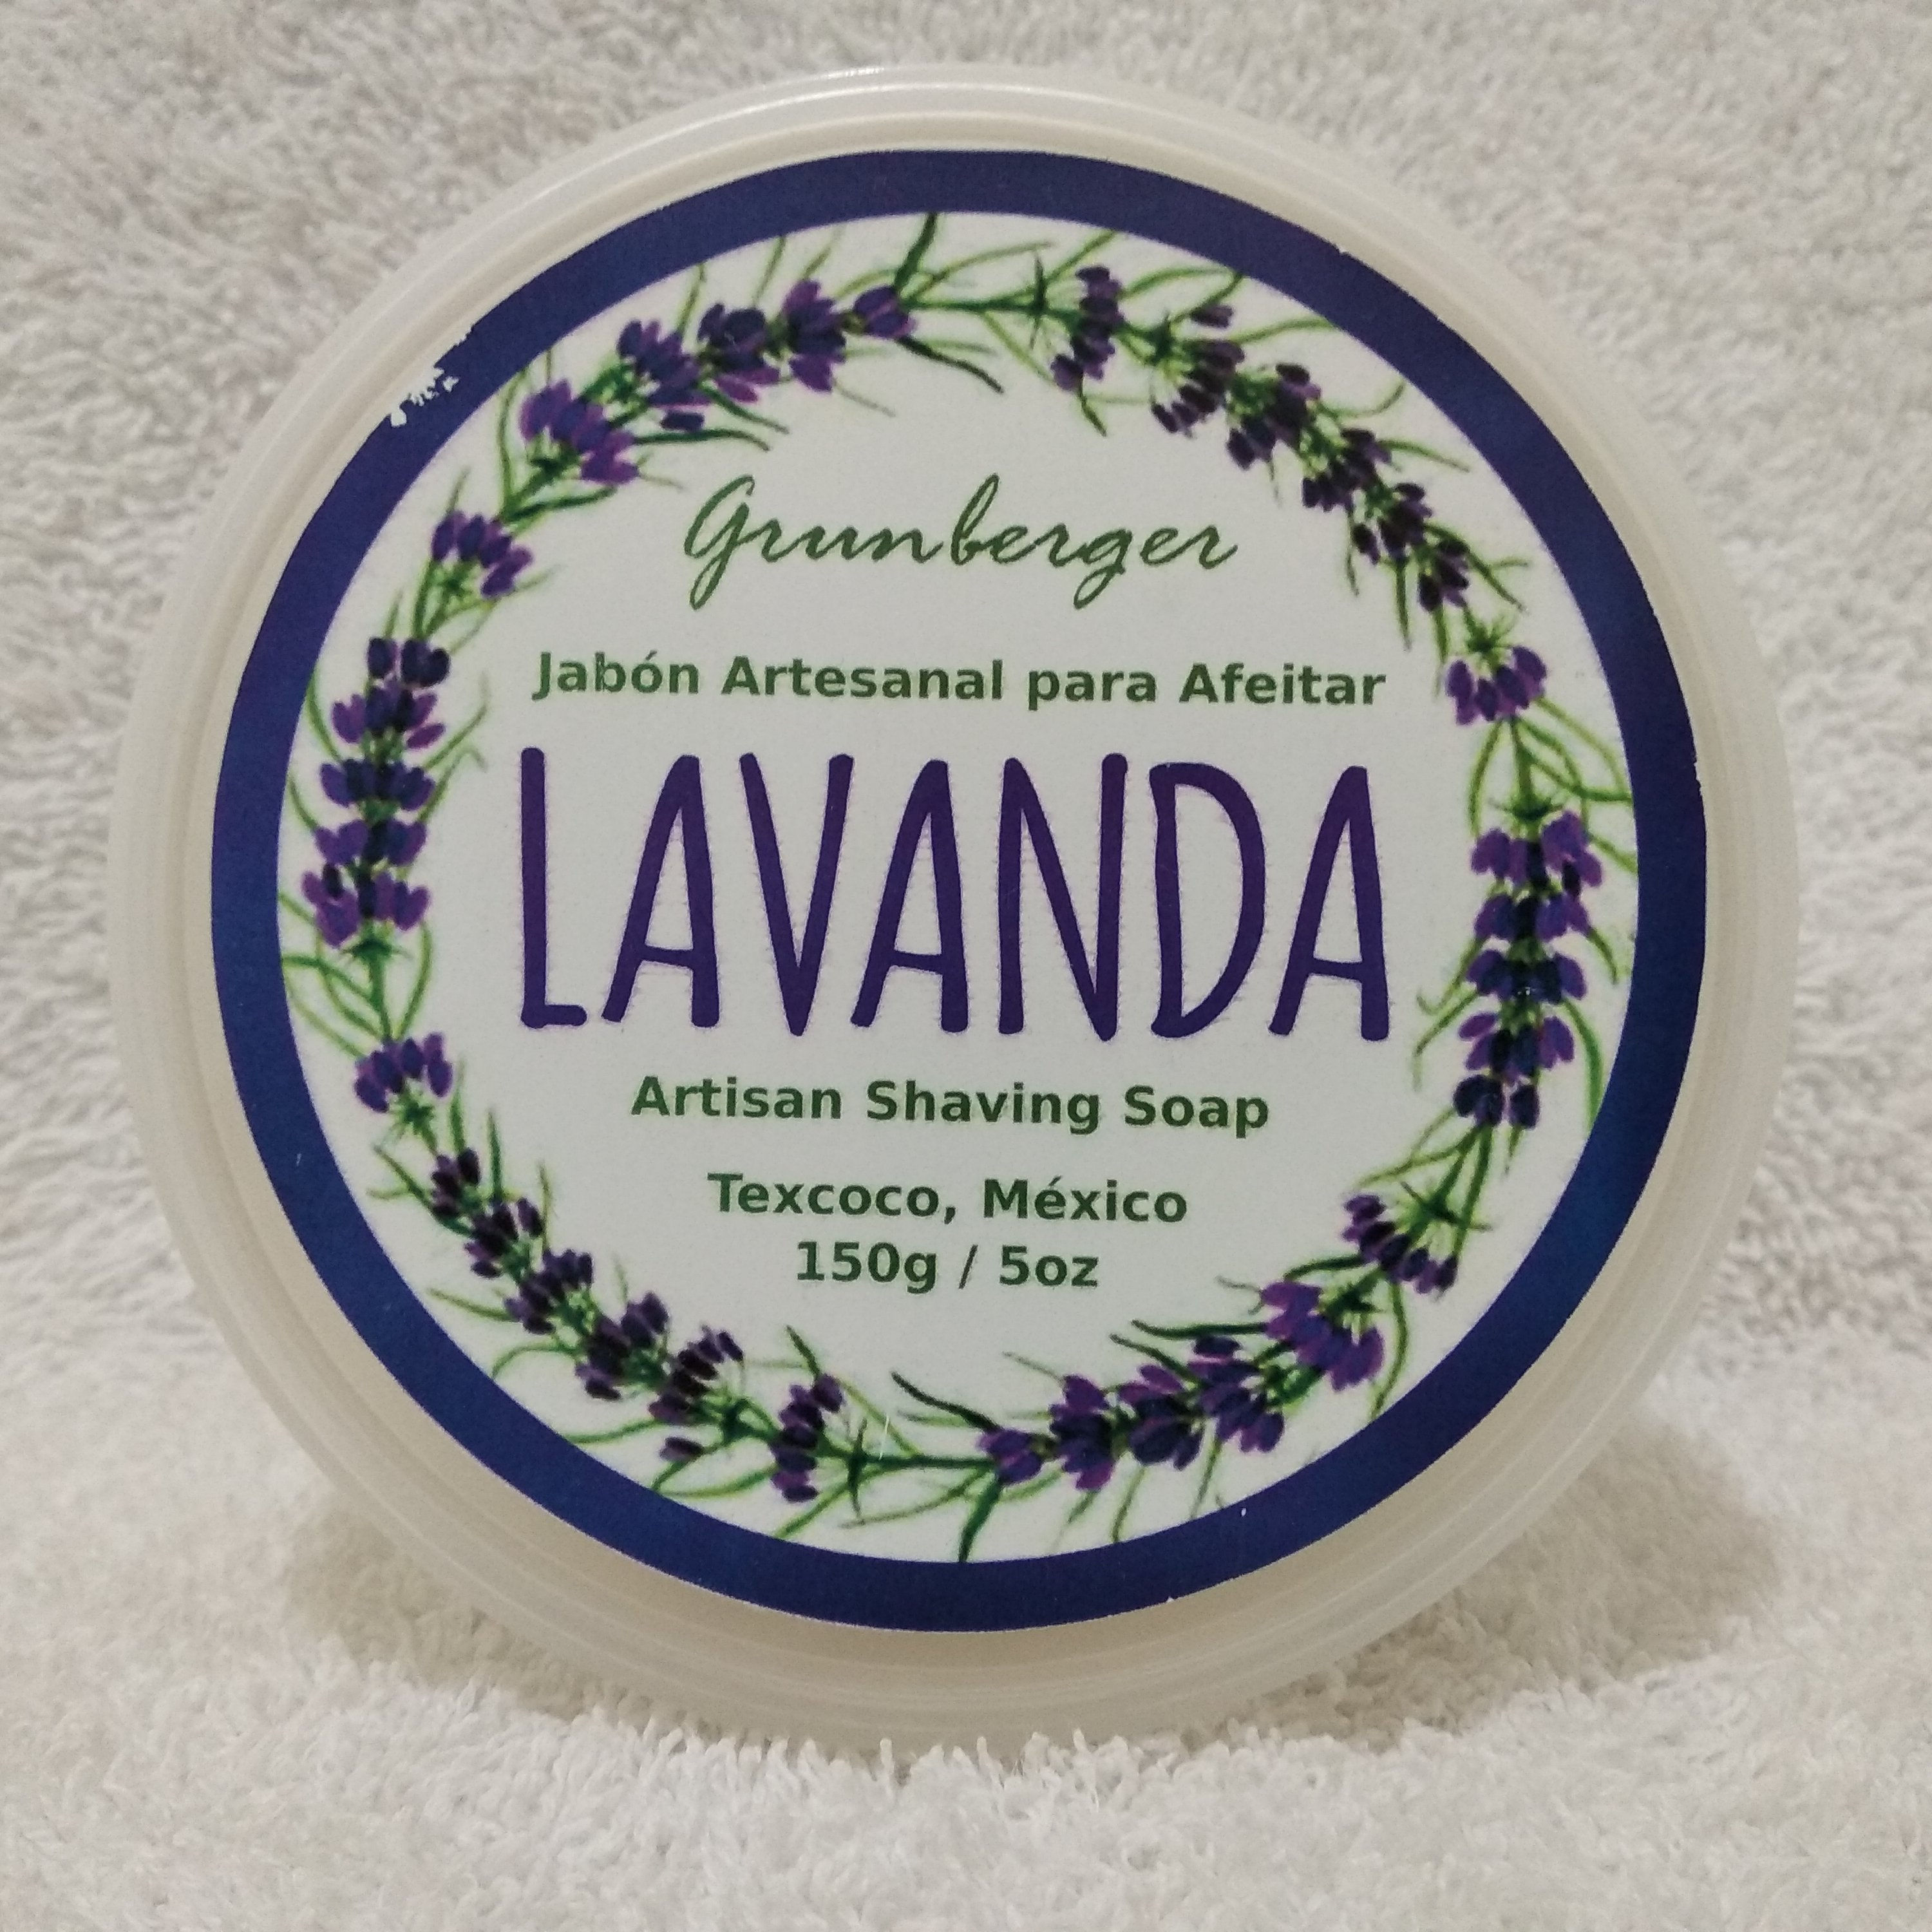 Grunberger
Jabón Artesanal para Afeitar
LAVANDA
Artisan Shaving Soap
Texcoco, México
150g / 5oz